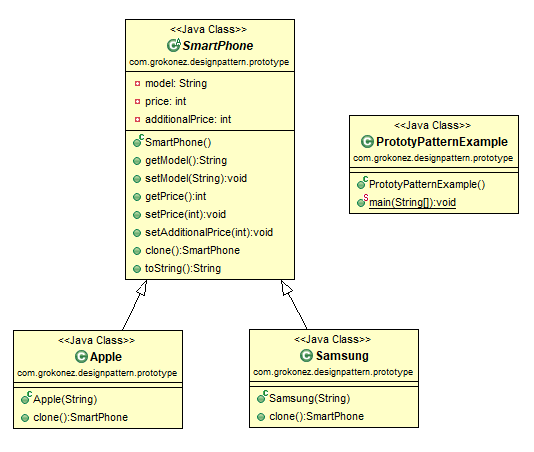 <<Java Class>>
SmartPhone
com.grokonez.designpattern.prototype
model: String
price: int
additionalPrice: int
SmartPhone()
getModel():String
setModel(String):void
getPrice():int
setPrice(int):void
setAdditionalPrice(int):void
clone():SmartPhone
toString():String
<<Java Class>>
PrototyPatternExample
com.grokonez.designpattern.prototype
PrototyPatternExample()
main(String[]):void
<<Java Class>>
Apple
com.grokonez.designpattern.prototype
Apple(String)
clone():SmartPhone
<<Java Class>>
Samsung
com.grokonez.designpattern.prototype
Samsung(String)
clone():SmartPhone